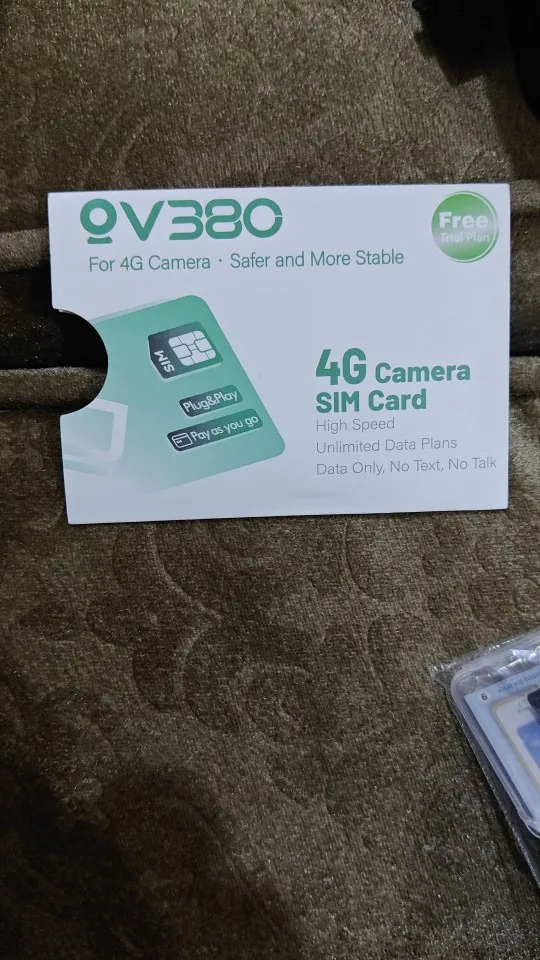 V380
Free
Trial Plan
For 4G Camera · Safer and More Stable
SIM
Plug&Play
Pay as you go
4G Camera
SIM Card
High Speed
Unlimited Data Plans
Data Only, No Text, No Talk